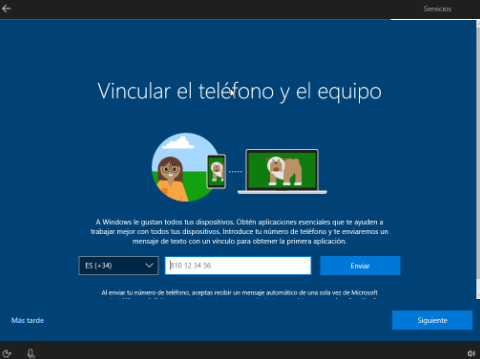 Servicios
Vincular el teléfono y el equipo
A Windows le gustan todos tus dispositivos. Obtén aplicaciones esenciales que te ayuden a
trabajar mejor con todos tus dispositivos. Introduce tu número de teléfono y te enviaremos un
mensaje de texto con un vínculo para obtener la primera aplicación.
ES (+34)
810 12 34 56
Enviar
Al enviar tu número de teléfono, aceptas recibir un mensaje automático de una sola vez de Microsoft
Más tarde
Siguiente